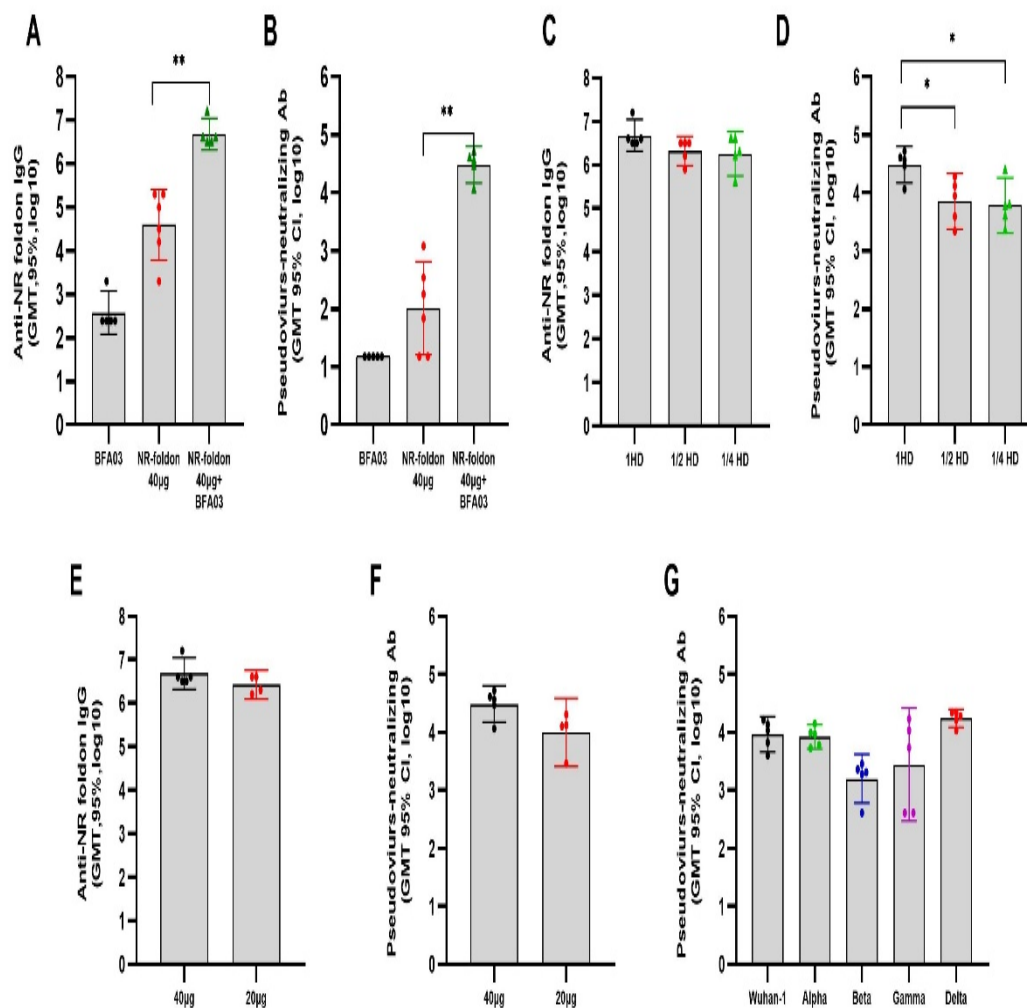 A
Anti-NR foldon IgG
(GMT,95%,log10)
8
7
6
5
4
3
2
1
0
**
BFA03
NR-foldon
40µg
NR-foldon
40µg+
BFA03
B
Pseudoviurs-neutralizing Ab
(GMT 95% CI, log10)
6
5
4
3
2
1
0
**
BFA03
NR-foldon
40µg
NR-foldon
40µg+
BFA03
C
Anti-NR foldon IgG
(GMT,95%,log10)
8
7
6
5
4
3
2
1
0
1HD
1/2 HD
1/4 HD
D
Pseudoviurs-neutralizing Ab
(GMT 95% CI, log10)
6
5
4
3
2
1
0
*
*
1HD
1/2 HD
1/4 HD
E
Anti-NR foldon IgG
(GMT,95%,log10)
8
7
6
5
4
3
2
1
0
40µg
20µg
F
Pseudoviurs-neutralizing Ab
(GMT 95% CI, log10)
6
5
4
3
2
1
0
40µg
20µg
G
Pseudoviurs-neutralizing Ab
(GMT 95% CI, log10)
6
5
4
3
2
1
0
Wuhan-1
Alpha
Beta
Gamma
Delta